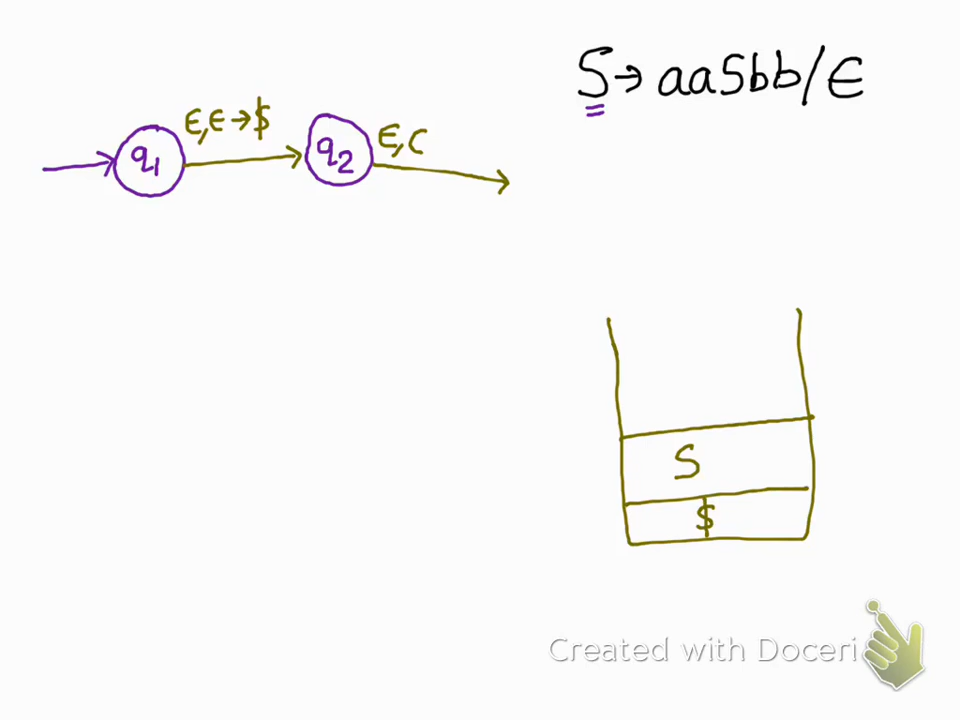 S → aaSbb/ϵ
ϵ,ϵ→$
q1
q2
ϵ,C
S
$
Created with Doceri